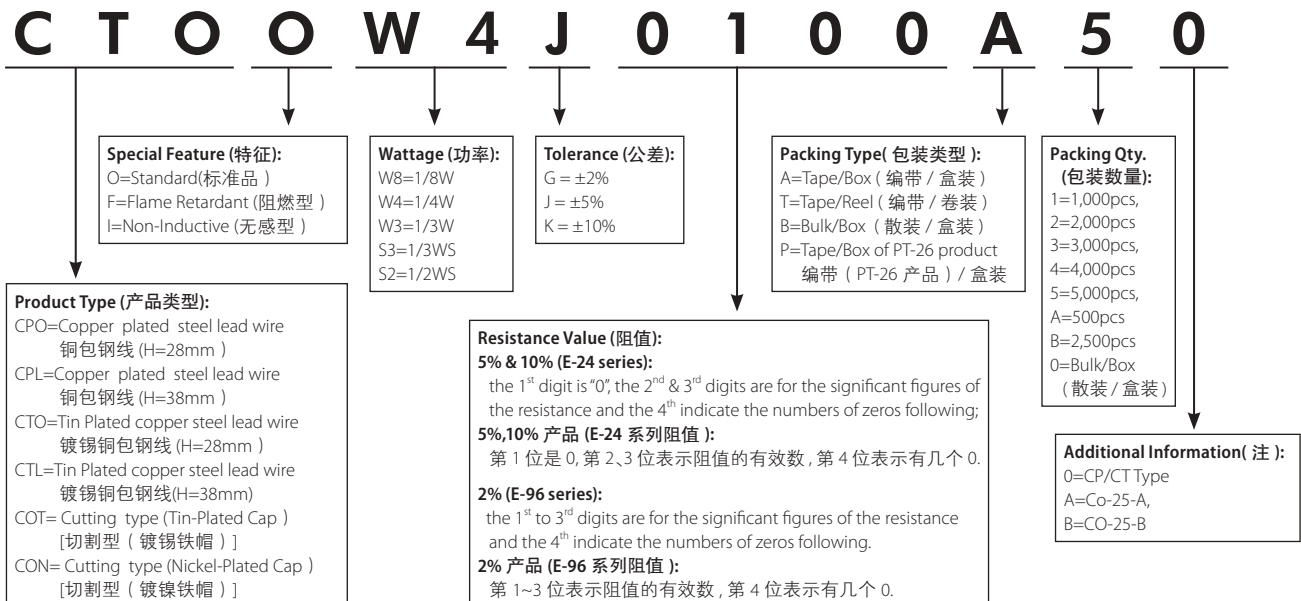 C T O O W 4 J 0 1 0 0 A 5 0
Special Feature (特征):
O=Standard(标准品 )
F=Flame Retardant (阻燃型 )
I=Non-Inductive (无感型 )
Wattage (功率):
W8=1/8W
W4=1/4W
W3=1/3W
S3=1/3WS
S2=1/2WS
Tolerance (公差):
G = ±2%
J = ±5%
K = ±10%
Packing Type( 包装类型 ):
A=Tape/Box ( 编带 / 盒装 )
T=Tape/Reel ( 编带 / 卷装 )
B=Bulk/Box ( 散装 / 盒装 )
P=Tape/Box of PT-26 product
编带 ( PT-26 产品 ) / 盒装
Packing Qty.
(包装数量):
1=1,000pcs,
2=2,000pcs
3=3,000pcs,
4=4,000pcs
5=5,000pcs,
A=500pcs
B=2,500pcs
0=Bulk/Box
( 散装 / 盒装 )
Product Type (产品类型):
CPO=Copper plated steel lead wire
铜包钢线 (H=28mm )
CPL=Copper plated steel lead wire
铜包钢线 (H=38mm )
CTO=Tin Plated copper steel lead wire
镀锡铜包钢线 (H=28mm )
CTL=Tin Plated copper steel lead wire
镀锡铜包钢线(H=38mm)
COT= Cutting type (Tin-Plated Cap )
[切割型 ( 镀锡铁帽 ) ]
CON= Cutting type (Nickel-Plated Cap )
[切割型 ( 镀镍铁帽 ) ]
Resistance Value (阻值):
5% & 10% (E-24 series):
the 1st digit is "0", the 2nd & 3rd digits are for the significant figures of
the resistance and the 4th indicate the numbers of zeros following;
5%,10% 产品 (E-24 系列阻值 ):
第 1 位是 0, 第 2、3 位表示阻值的有效数 , 第 4 位表示有几个 0.
2% (E-96 series):
the 1st to 3rd digits are for the significant figures of the resistance
and the 4th indicate the numbers of zeros following.
2% 产品 (E-96 系列阻值 ):
第 1~3 位表示阻值的有效数 , 第 4 位表示有几个 0.
Additional Information( 注 ):
0=CP/CT Type
A=Co-25-A,
B=CO-25-B